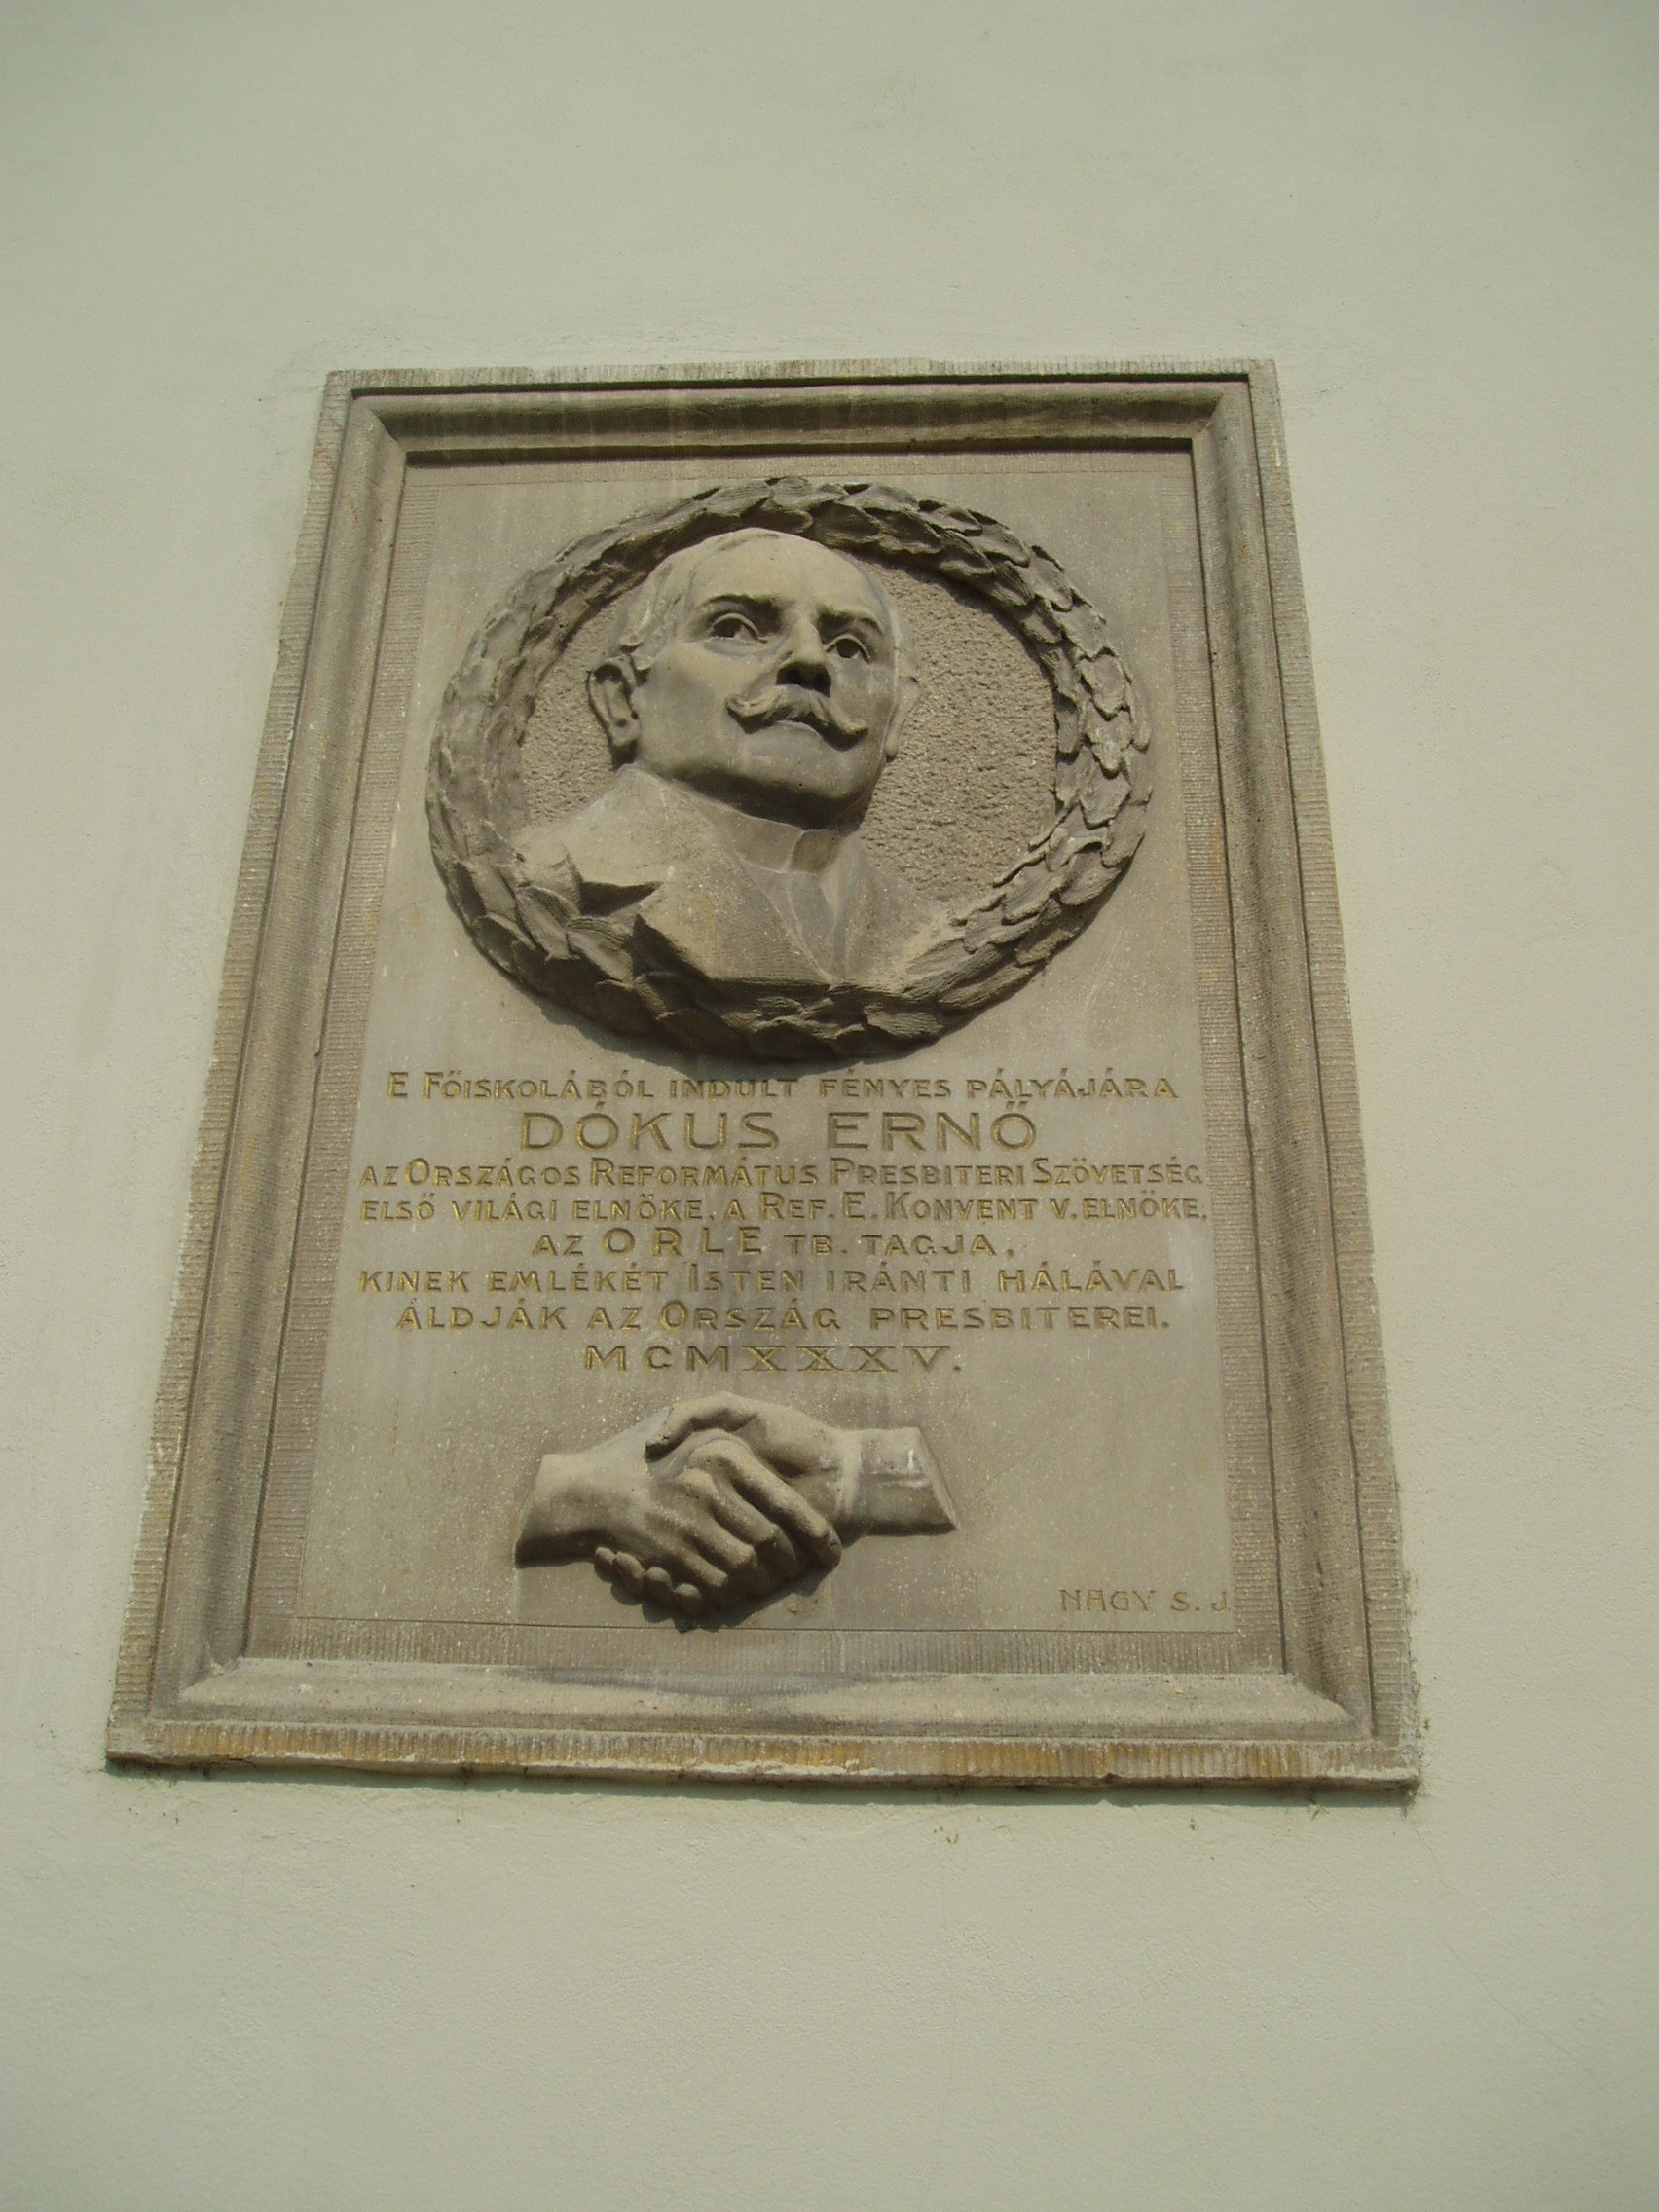 E FŐISKOLÁBÓL INDULT FÉNYES PÁLYÁJÁRA
DÓKUS ERNŐ
AZ ORSZÁGOS REFORMÁTUS PRESBITERI SZÖVETSÉG
ELSŐ VILÁGI ELNÖKE, A REF. E. KONVENT V. ELNÖKE,
AZ ORLE TB. TAGJA,
KINEK EMLÉKÉT ISTEN IRÁNTI HÁLÁVAL
ÁLDJÁK AZ ORSZÁG PRESBITEREI.
MCMXXXV.
NAGY S. J.